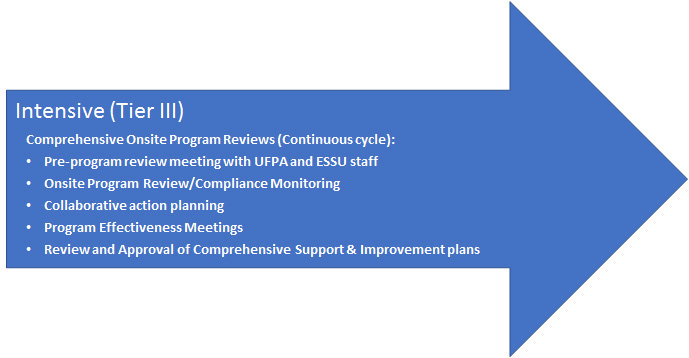 Intensive (Tier III)
Comprehensive Onsite Program Reviews (Continuous cycle):
• Pre-program review meeting with UFPA and ESSU staff
• Onsite Program Review/Compliance Monitoring
• Collaborative action planning
• Program Effectiveness Meetings
• Review and Approval of Comprehensive Support & Improvement plans